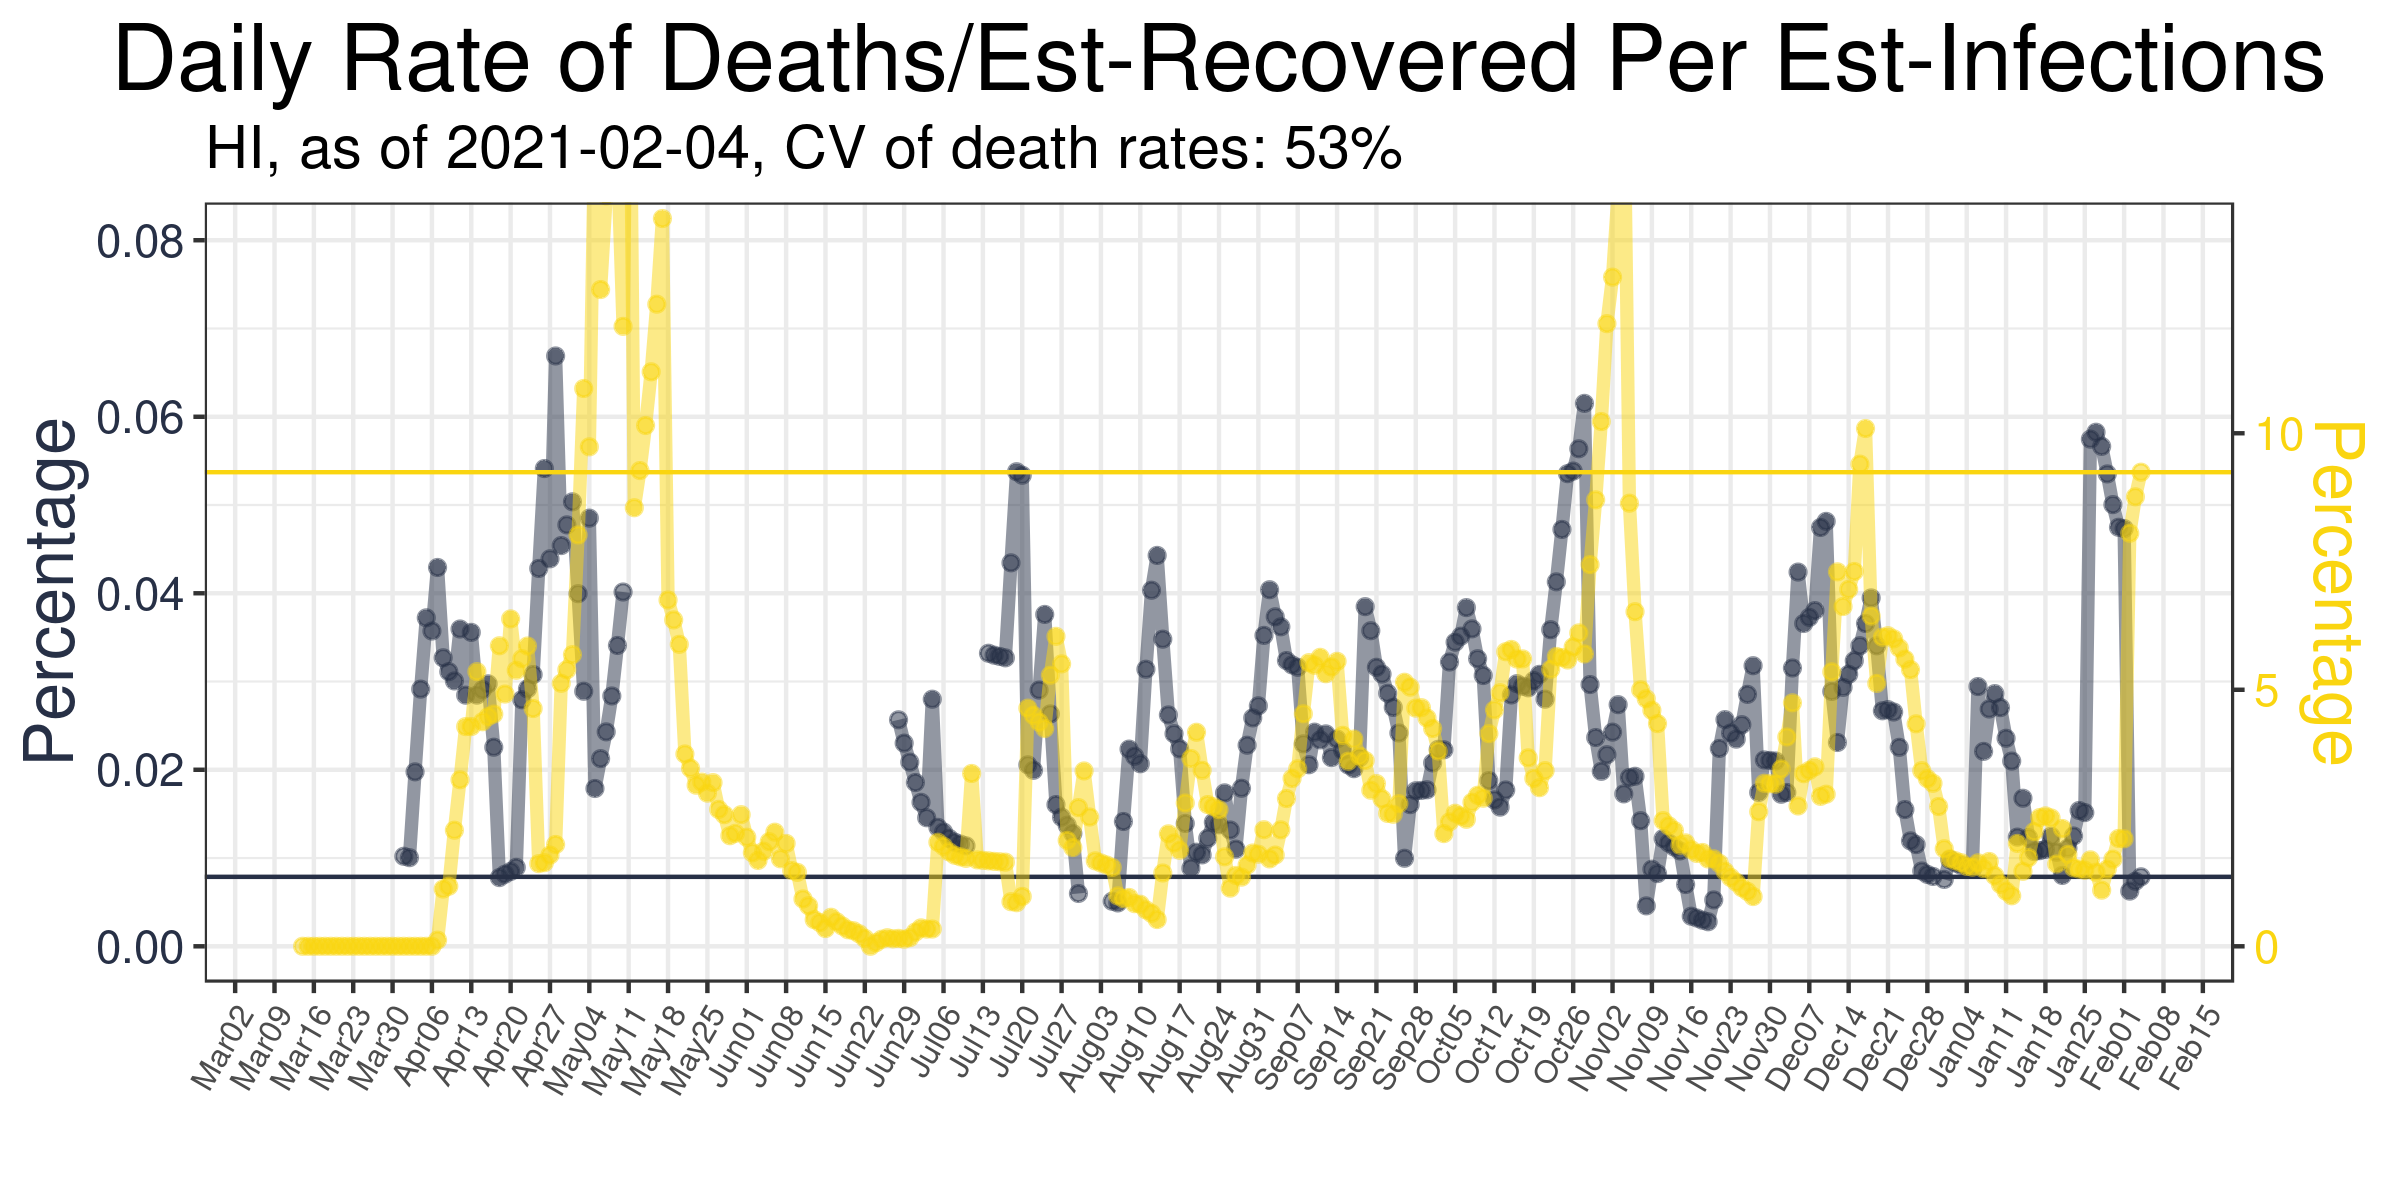 Daily Rate of Deaths/Est-Recovered Per Est-Infections
HI, as of 2021-02-04, CV of death rates: 53%
Percentage
0.08
0.06
0.04
0.02
0.00
10
5
0
Percentage
Mar02
Mar09
Mar16
Mar23
Mar30
Apr06
Apr13
Apr20
Apr27
May04
May11
May18
May25
Jun01
Jun08
Jun15
Jun22
Jun29
Jul06
Jul13
Jul20
Jul27
Aug03
Aug10
Aug17
Aug24
Aug31
Sep07
Sep14
Sep21
Sep28
Oct05
Oct12
Oct19
Oct26
Nov02
Nov09
Nov16
Nov23
Nov30
Dec07
Dec14
Dec21
Dec28
Jan04
Jan11
Jan18
Jan25
Feb01
Feb08
Feb15